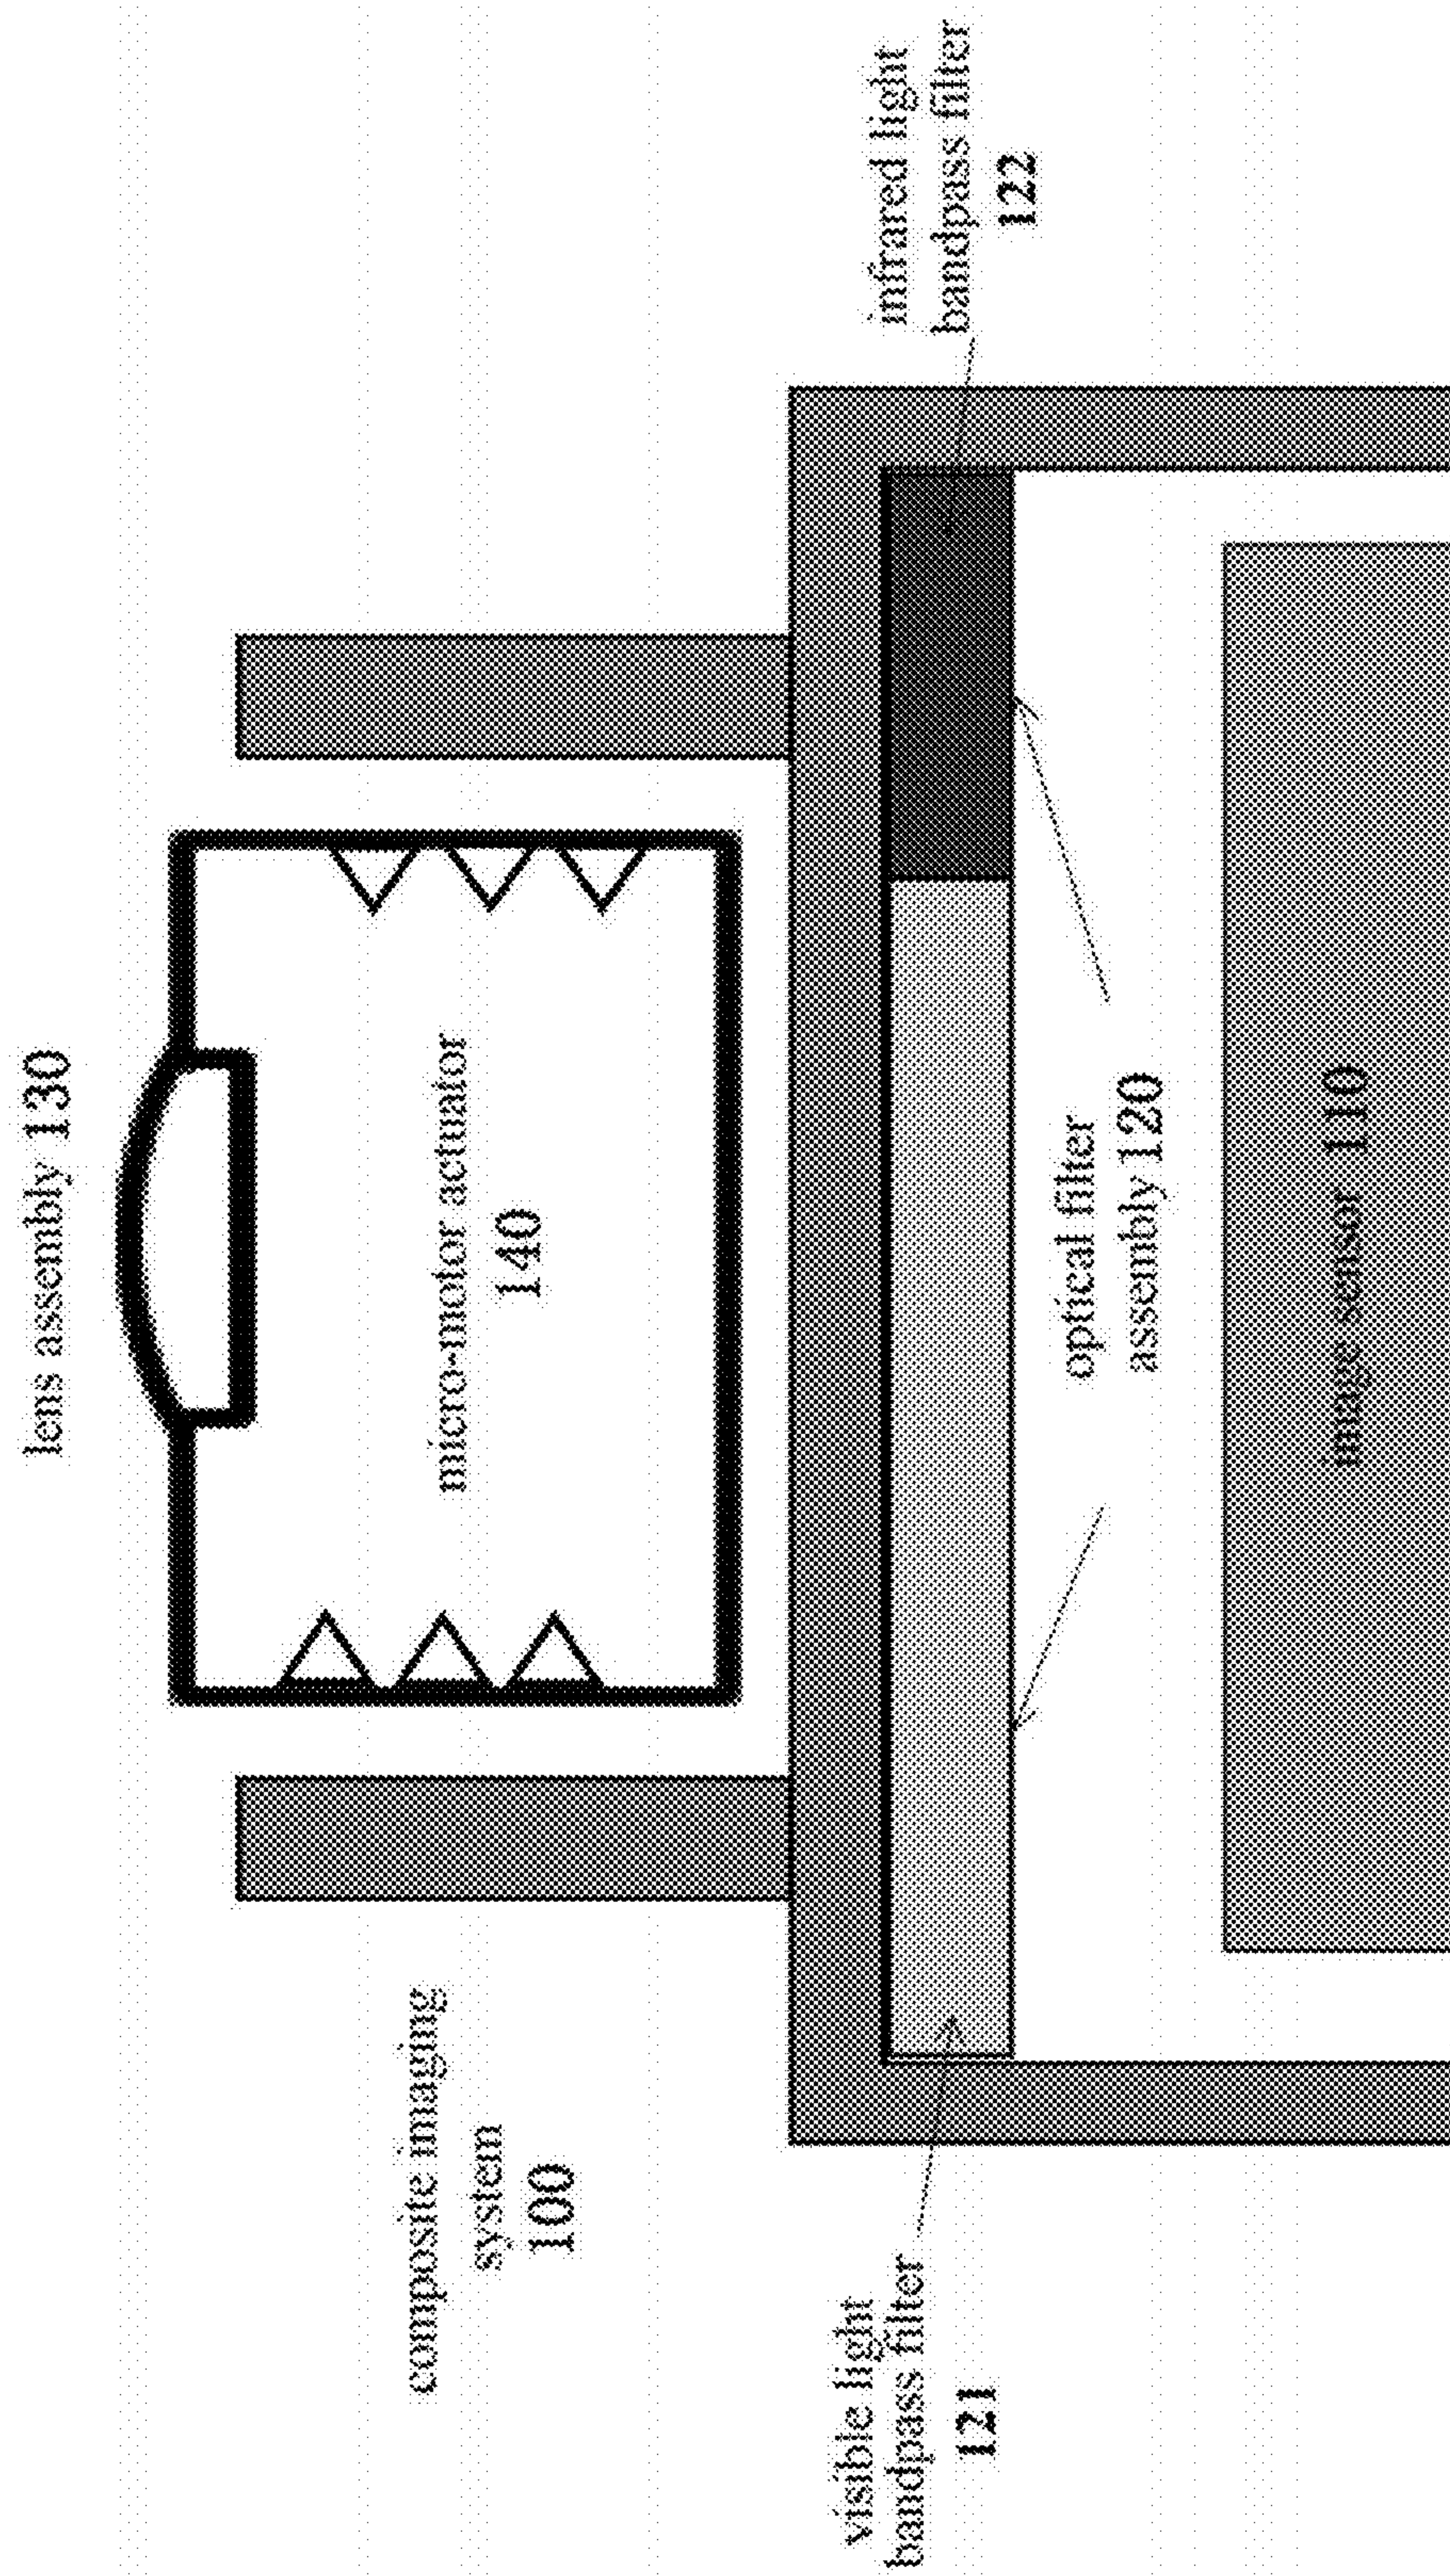 lens assembly 130
composite imaging
system
100
micro-motor actuator
140
visible light
bandpass filter
121
infrared light
bandpass filter
122
optical filter
assembly 120
image sensor 110